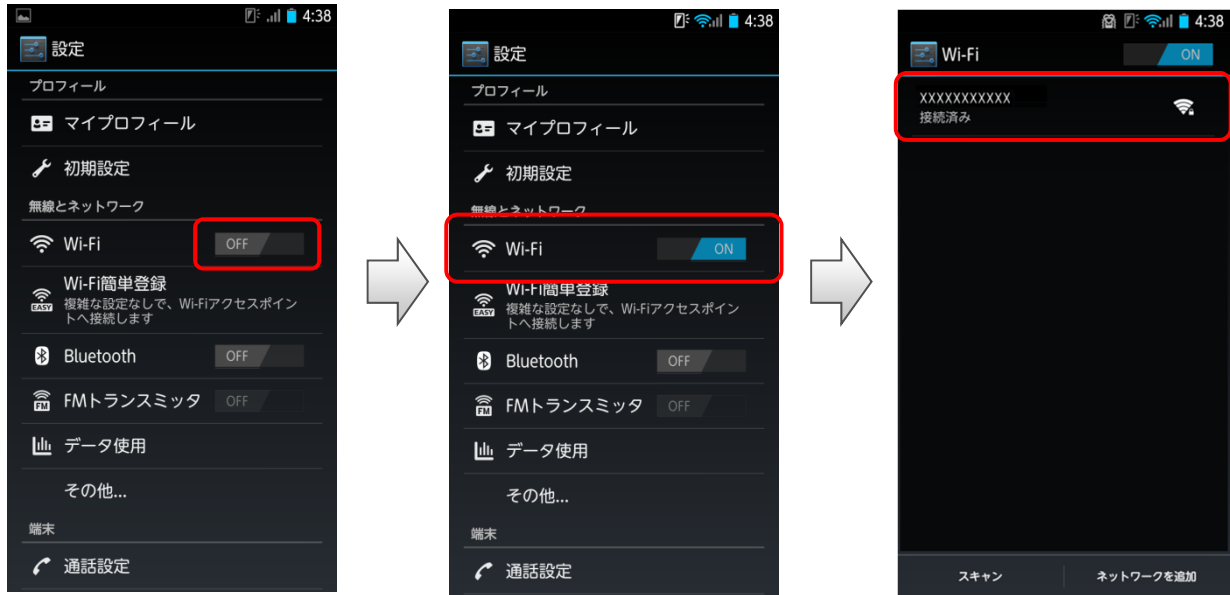 4:38
設定
プロフィール
マイプロフィール
初期設定
無線とネットワーク
Wi-Fi OFF
Wi-Fi簡単登録
EASY
複雑な設定なしで、Wi-Fiアクセスポイン
トへ接続します
Bluetooth OFF
FMトランスミッタ OFF
FM
データ使用
その他...
端末
通話設定
4:38
設定
プロフィール
マイプロフィール
初期設定
無線とネットワーク
Wi-Fi ON
Wi-Fi簡単登録
EASY
複雑な設定なしで、Wi-Fiアクセスポイン
トへ接続します
Bluetooth OFF
FMトランスミッタ OFF
FM
データ使用
その他...
端末
通話設定
4:38
Wi-Fi ON
XXXXXXXXXXX
接続済み
スキャン ネットワークを追加